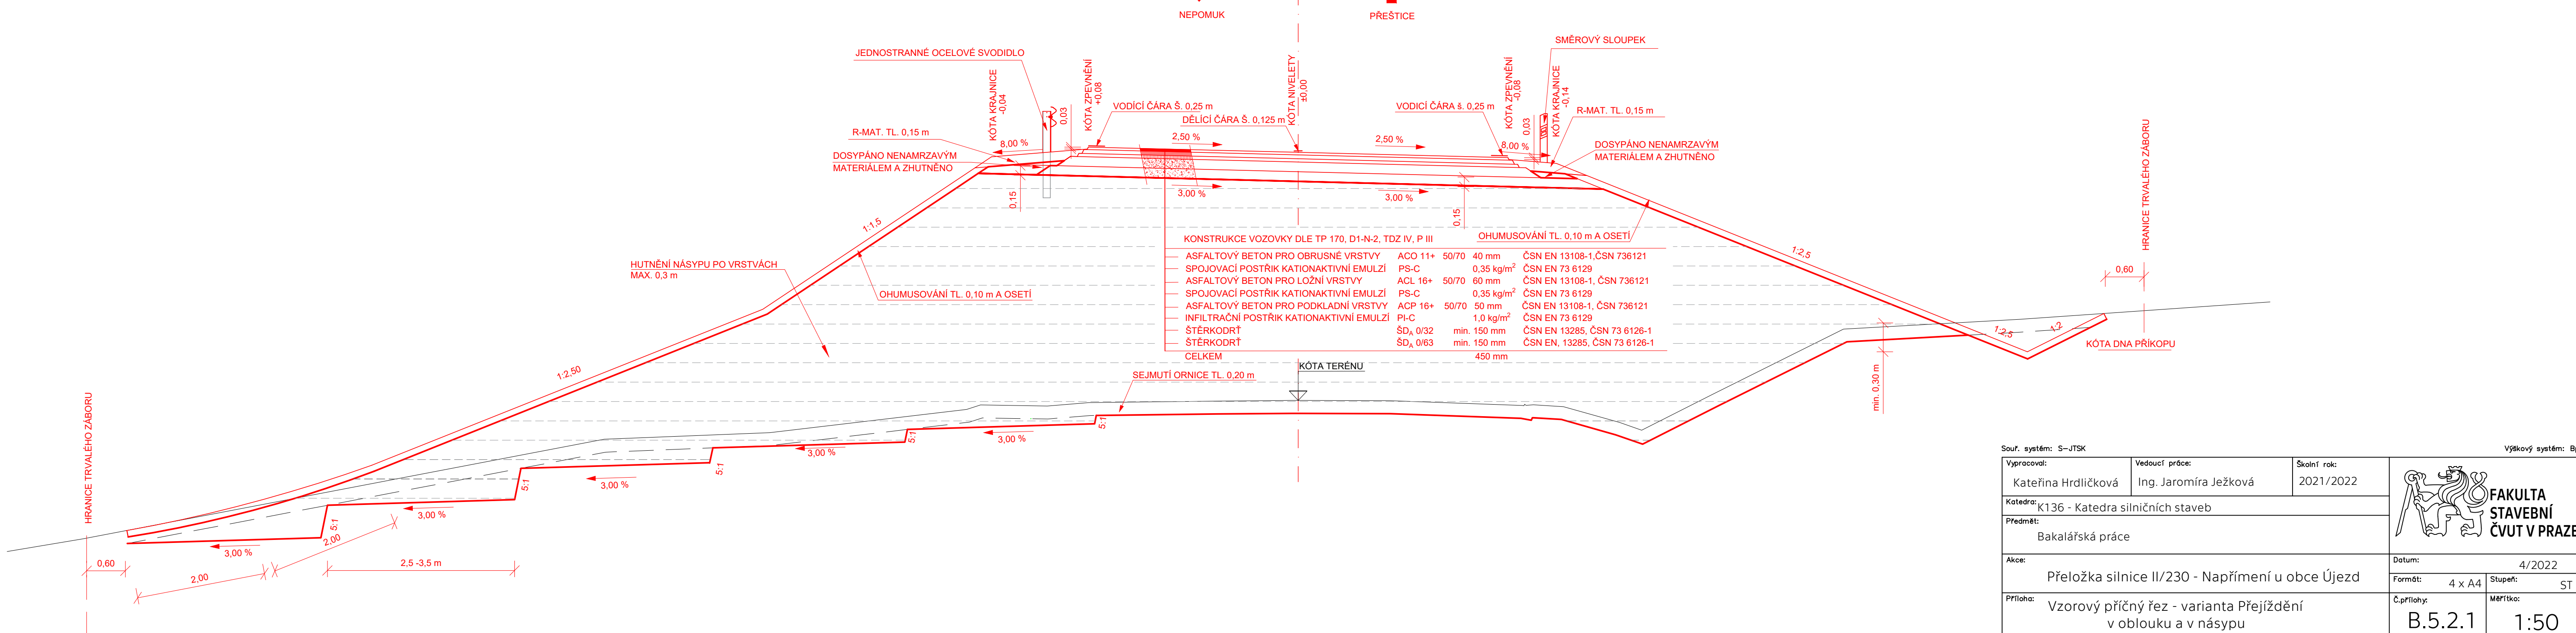 NEPOMUK
PŘEŠTICE
JEDNOSTRANNÉ OCELOVÉ SVODIDLO
SMĚROVÝ SLOUPEK
KÓTA KRAJNICE
-0,04
KÓTA ZPEVNĚNÍ
+0,08
KÓTA NIVELETY
±0,00
KÓTA ZPEVNĚNÍ
-0,08
KÓTA KRAJNICE
-0,14
0,03
VODÍCÍ ČÁRA Š. 0,25 m
DĚLÍCÍ ČÁRA Š. 0,125 m
VODICÍ ČÁRA š. 0,25 m
0,03
R-MAT. TL. 0,15 m
R-MAT. TL. 0,15 m
8,00 %
2,50 %
2,50 %
8,00 %
DOSYPÁNO NENAMRZAVÝM
MATERIÁLEM A ZHUTNĚNO
DOSYPÁNO NENAMRZAVÝM
MATERIÁLEM A ZHUTNĚNO
3,00 %
3,00 %
0,15
0,15
1:1,5
1:2,5
HRANICE TRVALÉHO ZÁBORU
0,60
KONSTRUKCE VOZOVKY DLE TP 170, D1-N-2, TDZ IV, P III
OHUMUSOVÁNÍ TL. 0,10 m A OSETÍ
ASFALTOVÝ BETON PRO OBRUSNÉ VRSTVY ACO 11+ 50/70 40 mm ČSN EN 13108-1,ČSN 736121
SPOJOVACÍ POSTŘIK KATIONAKTIVNÍ EMULZÍ PS-C 0,35 kg/m² ČSN EN 73 6129
ASFALTOVÝ BETON PRO LOŽNÍ VRSTVY ACL 16+ 50/70 60 mm ČSN EN 13108-1, ČSN 736121
SPOJOVACÍ POSTŘIK KATIONAKTIVNÍ EMULZÍ PS-C 0,35 kg/m² ČSN EN 73 6129
ASFALTOVÝ BETON PRO PODKLADNÍ VRSTVY ACP 16+ 50/70 50 mm ČSN EN 13108-1, ČSN 736121
INFILTRAČNÍ POSTŘIK KATIONAKTIVNÍ EMULZÍ PI-C 1,0 kg/m² ČSN EN 73 6129
ŠTĚRKODRŤ ŠDA 0/32 min. 150 mm ČSN EN 13285, ČSN 73 6126-1
ŠTĚRKODRŤ ŠDA 0/63 min. 150 mm ČSN EN, 13285, ČSN 73 6126-1
CELKEM 450 mm
HUTNĚNÍ NÁSYPU PO VRSTVÁCH
MAX. 0,3 m
OHUMUSOVÁNÍ TL. 0,10 m A OSETÍ
1:2,5
1:2
KÓTA DNA PŘÍKOPU
min. 0,30 m
1:2,50
SEJMUTÍ ORNICE TL. 0,20 m
KÓTA TERÉNU
HRANICE TRVALÉHO ZÁBORU
5:1
3,00 %
5:1
3,00 %
5:1
3,00 %
5:1
3,00 %
5:1
3,00 %
0,60
2,00
2,00
2,5 -3,5 m
Souř. systém: S-JTSK
Výškový systém:
Vypracoval:
Kateřina Hrdličková
Vedoucí práce:
Ing. Jaromíra Ježková
Školní rok:
2021/2022
Katedra: K136 - Katedra silničních staveb
Předmět:
Bakalářská práce
FAKULTA
STAVEBNÍ
ČVUT V PRAZE
Akce:
Přeložka silnice II/230 - Napřímení u obce Újezd
Datum:
4/2022
Formát: 4 x A4
Stupeň: ST
Příloha: Vzorový příčný řez - varianta Přejíždění
v oblouku a v násypu
Č.přílohy:
B.5.2.1
Měřítko:
1:50